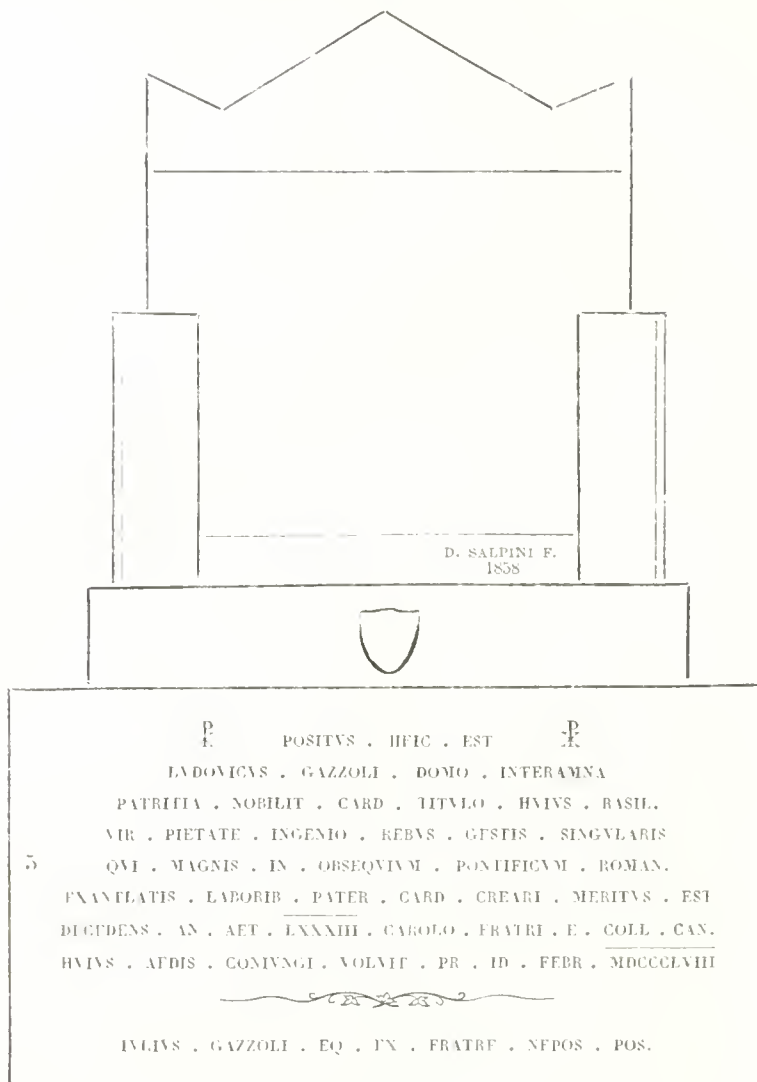 D. SALPINI F.
1858
☧ POSITVS . HEIC . EST ☧
LVDOVICVS . GAZZOLI . DOMO . INTERAMNA
PATRITIA . NOBILIT . CARD . TITVLO . HVIVS . BASIL.
VIR . PIETATE . INGENIO . REBVS . GESTIS . SINGVLARIS
5 QVI . MAGNIS . IN . OBSEQVIVM . PONTIFICVM . ROMAN.
EXANTLATIS . LABORIB . PATER . CARD . CREARI . MERITVS . EST
DECEDENS . AN . AET . LXXXIII . CAROLO . FRATRI . E . COLL . CAN.
HVIVS . AEDIS . CONIVNGI . VOLVIT . PR . ID . FEBR . MDCCCLVIII
IVLIVS . GAZZOLI . EQ . EX . FRATRE . NEPOS . POS.